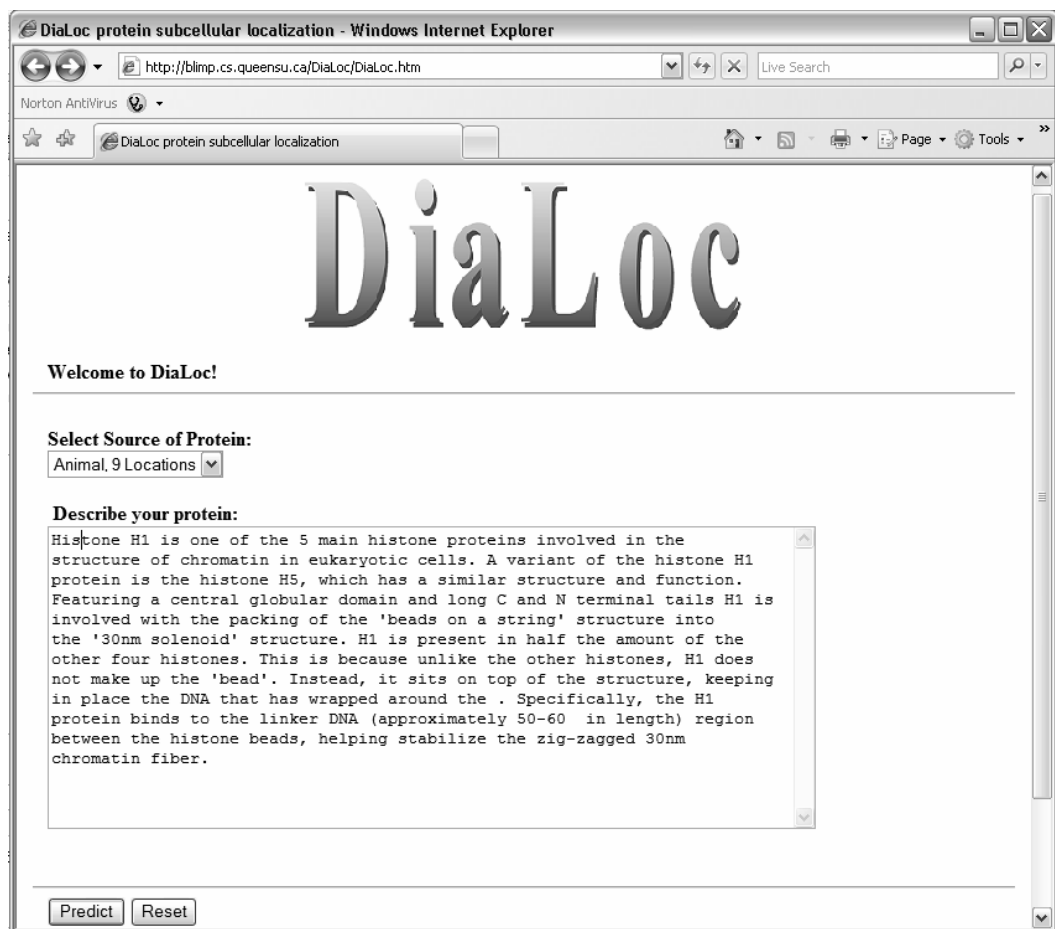 DiaLoc protein subcellular localization - Windows Internet Explorer
http://blimp.cs.queensu.ca/DiaLoc/DiaLoc.htm
Live Search
Norton AntiVirus
DiaLoc protein subcellular localization
Page
Tools
DiaLoc
Welcome to DiaLoc!
Select Source of Protein:
Animal, 9 Locations
Describe your protein:
Histone H1 is one of the 5 main histone proteins involved in the
structure of chromatin in eukaryotic cells. A variant of the histone H1
protein is the histone H5, which has a similar structure and function.
Featuring a central globular domain and long C and N terminal tails H1 is
involved with the packing of the 'beads on a string' structure into
the '30nm solenoid' structure. H1 is present in half the amount of the
other four histones. This is because unlike the other histones, H1 does
not make up the 'bead'. Instead, it sits on top of the structure, keeping
in place the DNA that has wrapped around the . Specifically, the H1
protein binds to the linker DNA (approximately 50-60  in length) region
between the histone beads, helping stabilize the zig-zagged 30nm
chromatin fiber.
Predict
Reset